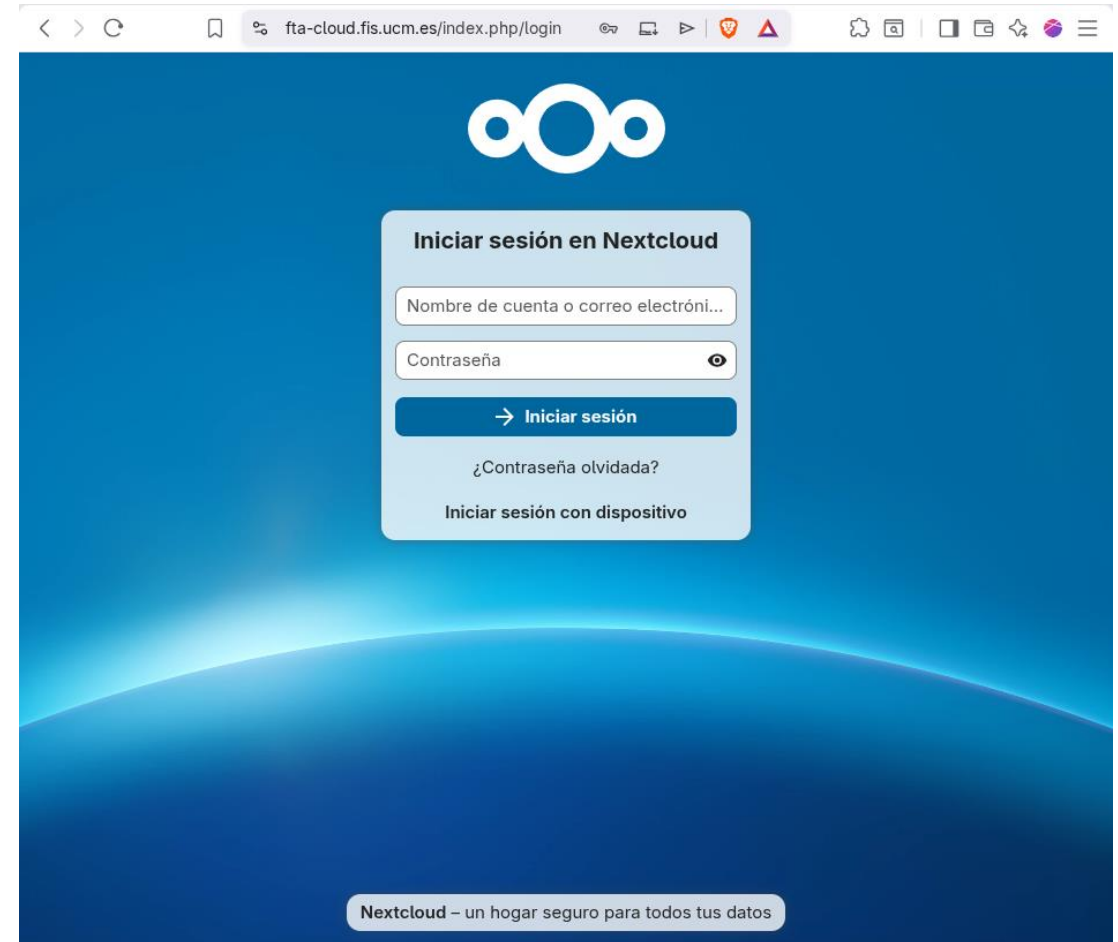 fta-cloud.fis.ucm.es/index.php/login
Iniciar sesión en Nextcloud
Nombre de cuenta o correo electróni...
Contraseña
Iniciar sesión
¿Contraseña olvidada?
Iniciar sesión con dispositivo
Nextcloud – un hogar seguro para todos tus datos